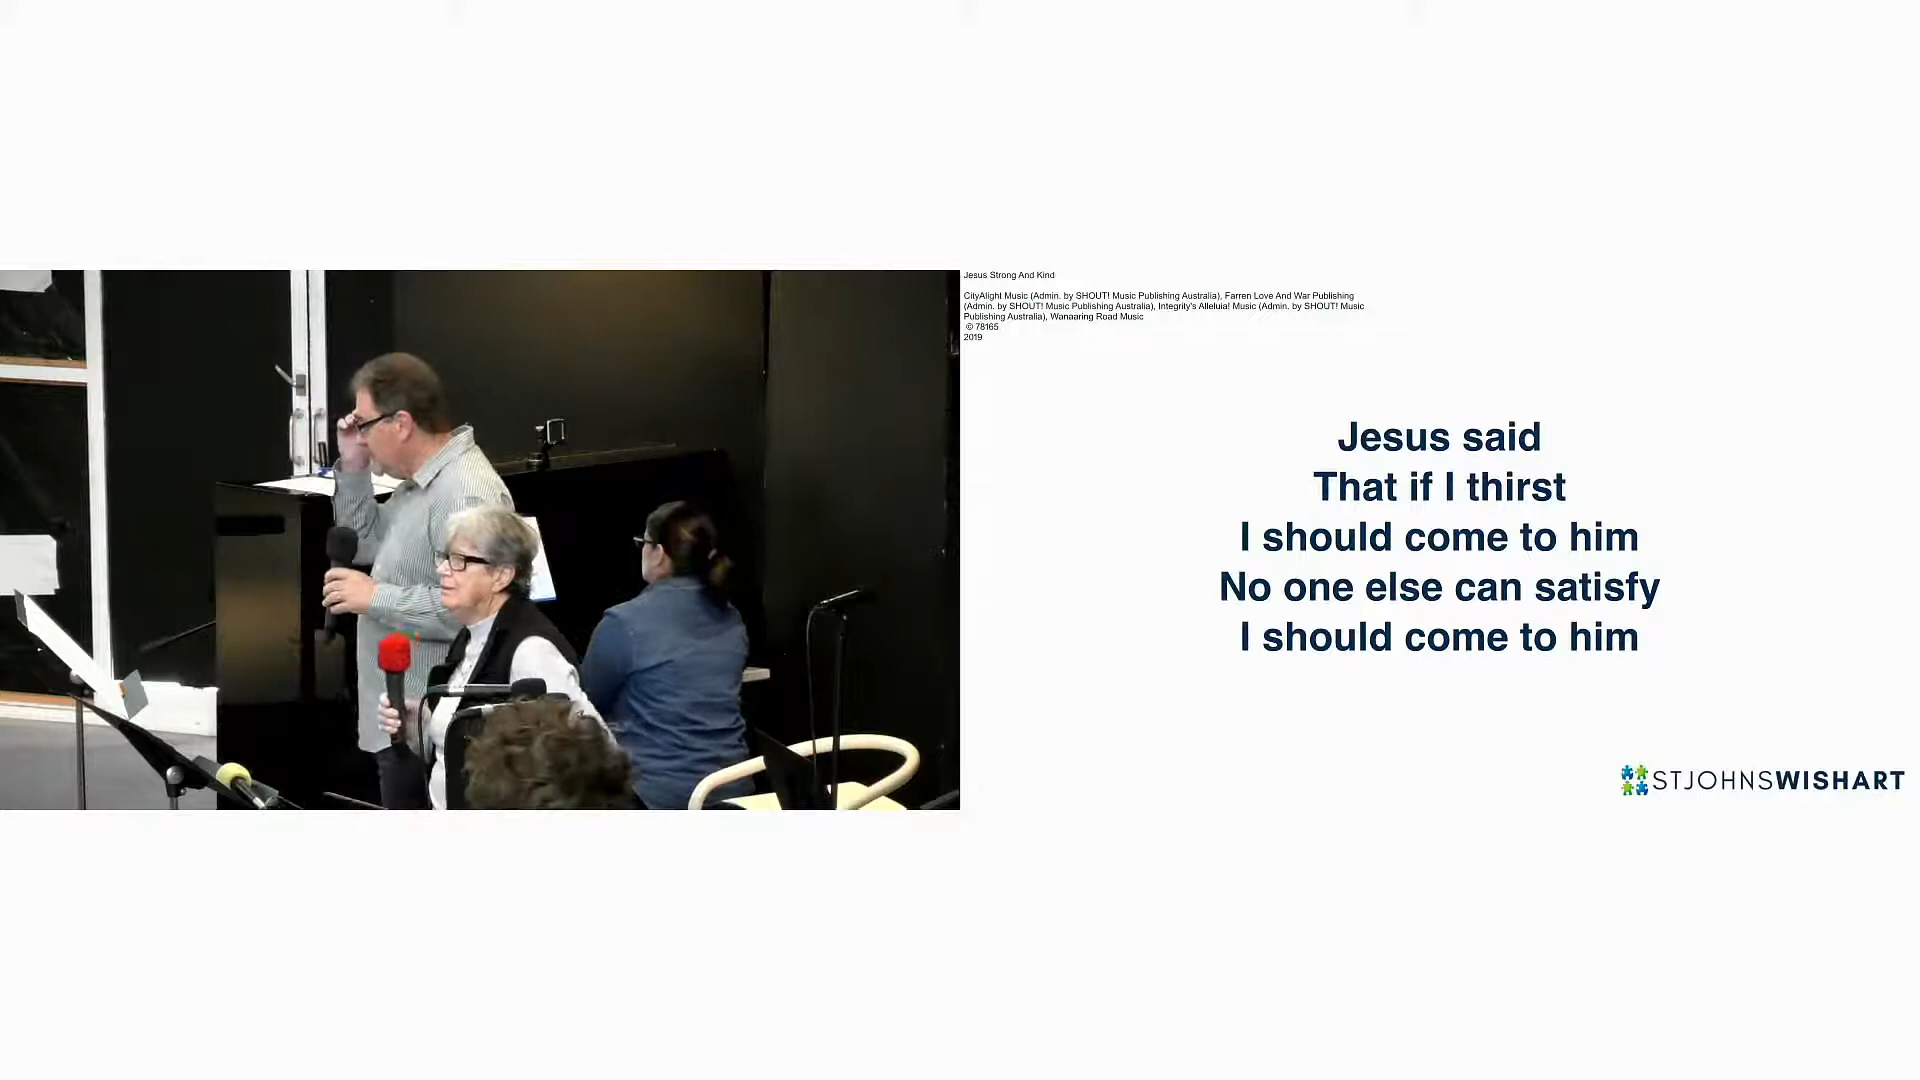 Jesus Strong And Kind
CityAlight Music (Admin. by SHOUT! Music Publishing Australia), Farren Love And War Publishing
(Admin. by SHOUT! Music Publishing Australia), Integrity's Alleluia! Music (Admin. by SHOUT! Music
Publishing Australia), Wanaaring Road Music
© 78165
2019
Jesus said
That if I thirst
I should come to him
No one else can satisfy
I should come to him
STJOHNSWISHART